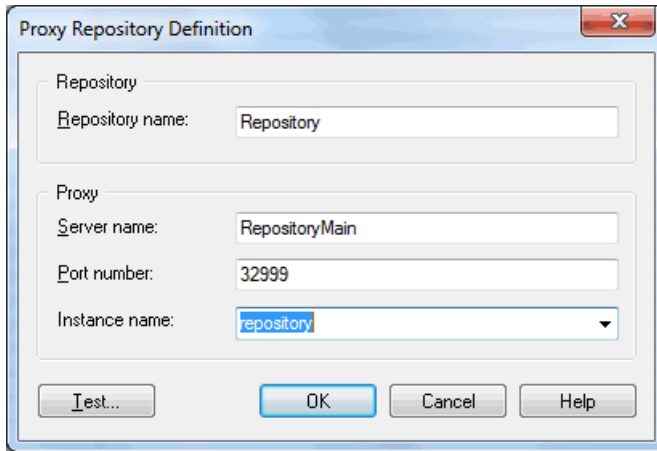 Proxy Repository Definition
Repository
Repository name: Repository
Proxy
Server name: RepositoryMain
Port number: 32999
Instance name: repository
Test... OK Cancel Help